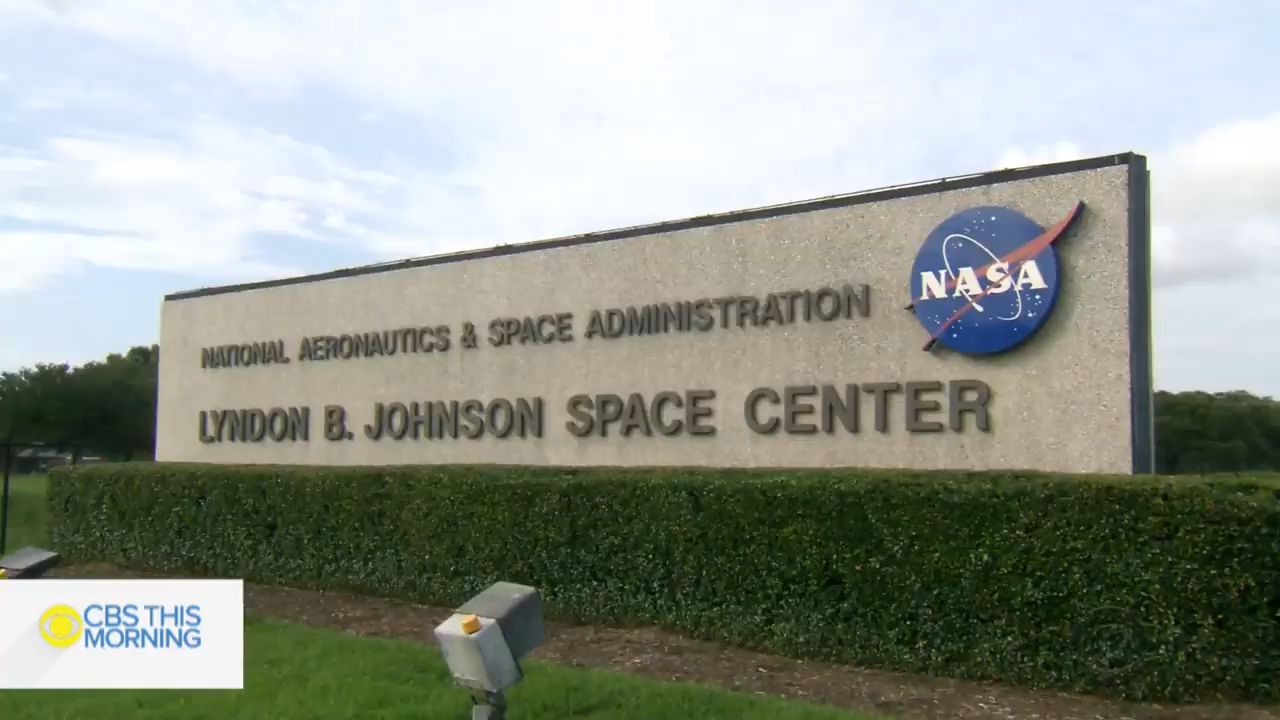 NATIONAL AERONAUTICS & SPACE ADMINISTRATION
NASA
LYNDON B. JOHNSON SPACE CENTER
CBS THIS
MORNING